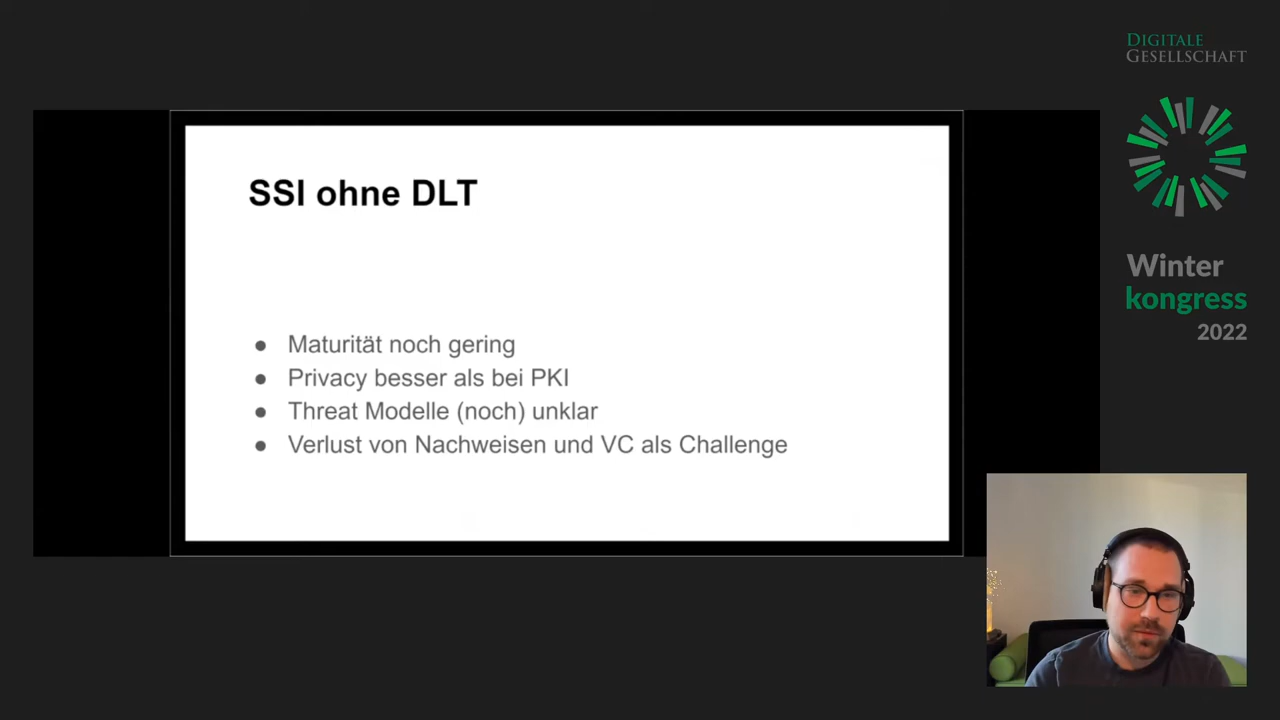 DIGITALE
GESELLSCHAFT
SSI ohne DLT
Winter
kongress
2022
● Maturität noch gering
● Privacy besser als bei PKI
● Threat Modelle (noch) unklar
● Verlust von Nachweisen und VC als Challenge